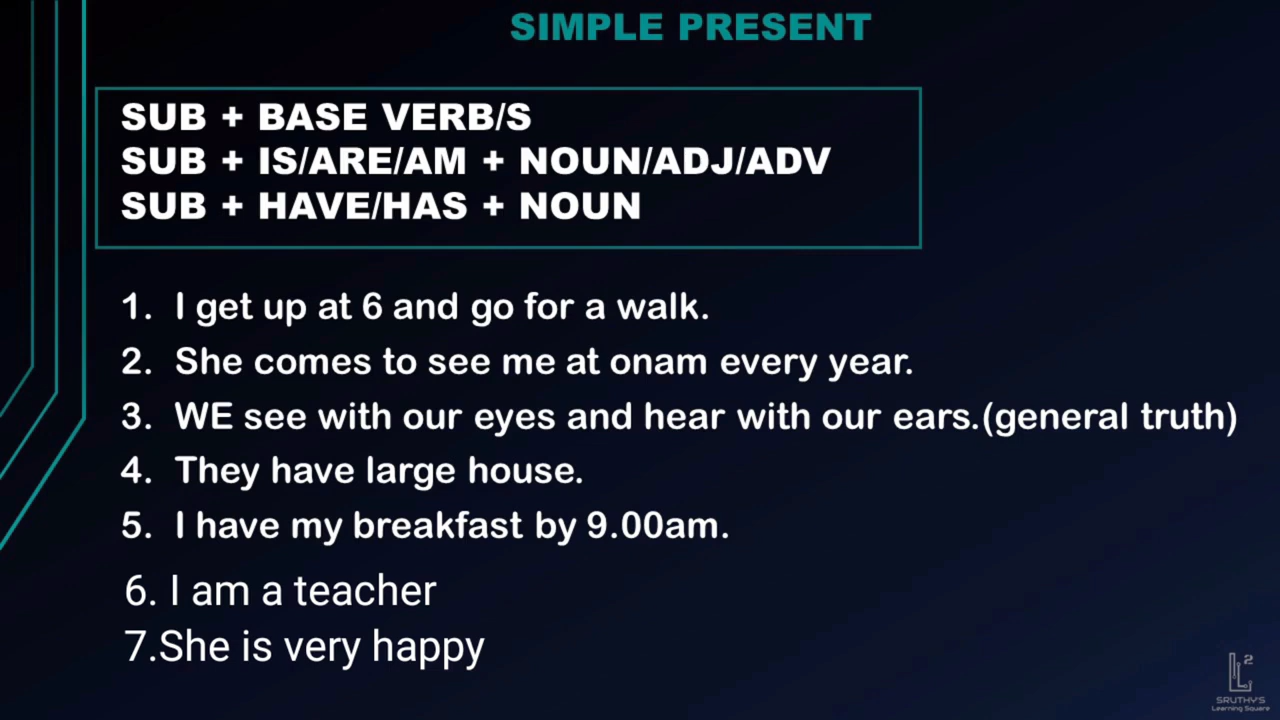 SIMPLE PRESENT
SUB + BASE VERB/S
SUB + IS/ARE/AM + NOUN/ADJ/ADV
SUB + HAVE/HAS + NOUN
1. I get up at 6 and go for a walk.
2. She comes to see me at onam every year.
3. WE see with our eyes and hear with our ears.(general truth)
4. They have large house.
5. I have my breakfast by 9.00am.
6. I am a teacher
7.She is very happy
L2
SRUTHY'S
Learning Square